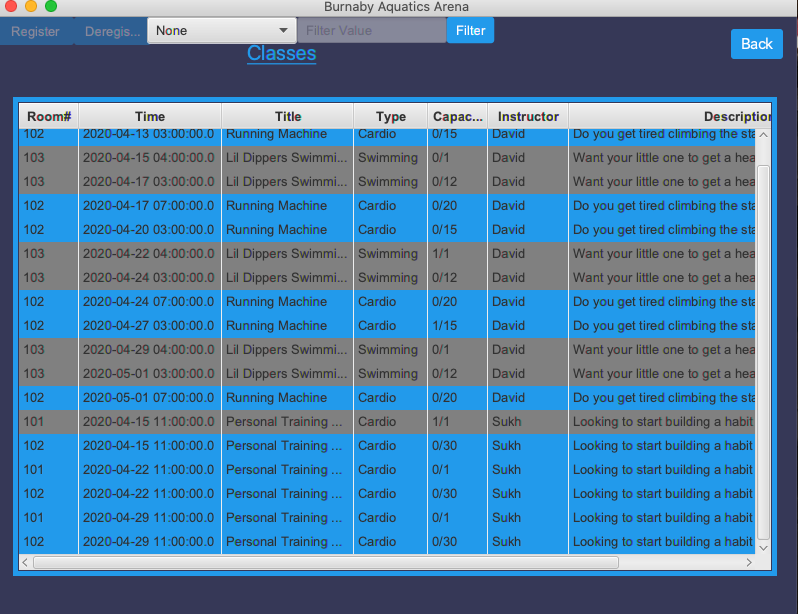 Burnaby Aquatics Arena
Register Deregis... None Filter Value Filter
Back
Classes
Room# Time Title Type Capac... Instructor Description
102 2020-04-13 03:00:00.0 Running Machine Cardio 0/15 David Do you get tired climbing the sta
103 2020-04-15 04:00:00.0 Lil Dippers Swimmi... Swimming 0/1 David Want your little one to get a hea
103 2020-04-17 03:00:00.0 Lil Dippers Swimmi... Swimming 0/12 David Want your little one to get a hea
102 2020-04-17 07:00:00.0 Running Machine Cardio 0/20 David Do you get tired climbing the sta
102 2020-04-20 03:00:00.0 Running Machine Cardio 0/15 David Do you get tired climbing the sta
103 2020-04-22 04:00:00.0 Lil Dippers Swimmi... Swimming 1/1 David Want your little one to get a hea
103 2020-04-24 03:00:00.0 Lil Dippers Swimmi... Swimming 0/12 David Want your little one to get a hea
102 2020-04-24 07:00:00.0 Running Machine Cardio 0/20 David Do you get tired climbing the sta
102 2020-04-27 03:00:00.0 Running Machine Cardio 1/15 David Do you get tired climbing the sta
103 2020-04-29 04:00:00.0 Lil Dippers Swimmi... Swimming 0/1 David Want your little one to get a hea
103 2020-05-01 03:00:00.0 Lil Dippers Swimmi... Swimming 0/12 David Want your little one to get a hea
102 2020-05-01 07:00:00.0 Running Machine Cardio 0/20 David Do you get tired climbing the sta
101 2020-04-15 11:00:00.0 Personal Training ... Cardio 1/1 Sukh Looking to start building a habit
102 2020-04-15 11:00:00.0 Personal Training ... Cardio 0/30 Sukh Looking to start building a habit
101 2020-04-22 11:00:00.0 Personal Training ... Cardio 0/1 Sukh Looking to start building a habit
102 2020-04-22 11:00:00.0 Personal Training ... Cardio 0/30 Sukh Looking to start building a habit
101 2020-04-29 11:00:00.0 Personal Training ... Cardio 0/1 Sukh Looking to start building a habit
102 2020-04-29 11:00:00.0 Personal Training ... Cardio 0/30 Sukh Looking to start building a habit